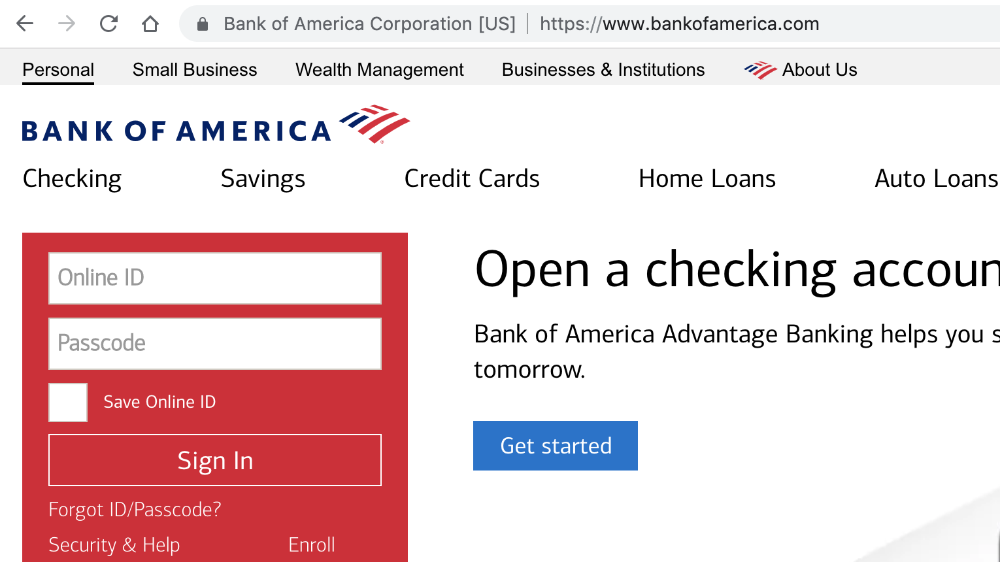 Bank of America Corporation [US] | https://www.bankofamerica.com
Personal Small Business Wealth Management Businesses & Institutions About Us
BANK OF AMERICA ®
Checking Savings Credit Cards Home Loans Auto Loans
Online ID
Passcode
Save Online ID
Sign In
Forgot ID/Passcode?
Security & Help Enroll
Open a checking accoun
Bank of America Advantage Banking helps you s
tomorrow.
Get started